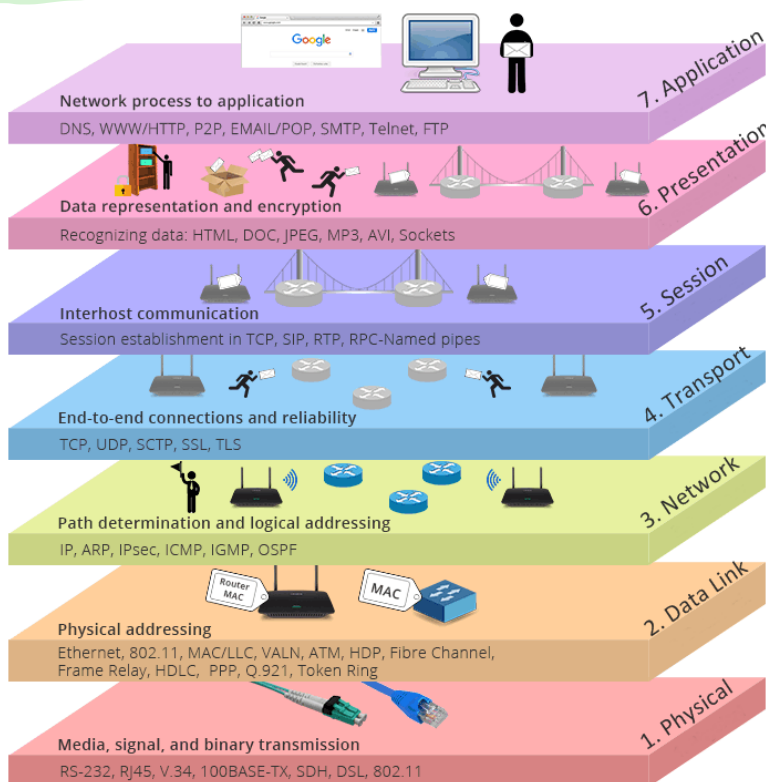 Google
7. Application
Network process to application
DNS, WWW/HTTP, P2P, EMAIL/POP, SMTP, Telnet, FTP
6. Presentation
Data representation and encryption
Recognizing data: HTML, DOC, JPEG, MP3, AVI, Sockets
5. Session
Interhost communication
Session establishment in TCP, SIP, RTP, RPC-Named pipes
4. Transport
End-to-end connections and reliability
TCP, UDP, SCTP, SSL, TLS
3. Network
Path determination and logical addressing
IP, ARP, IPsec, ICMP, IGMP, OSPF
Router
MAC
MAC
2. Data Link
Physical addressing
Ethernet, 802.11, MAC/LLC, VALN, ATM, HDP, Fibre Channel,
Frame Relay, HDLC, PPP, Q.921, Token Ring
1. Physical
Media, signal, and binary transmission
RS-232, RJ45, V.34, 100BASE-TX, SDH, DSL, 802.11